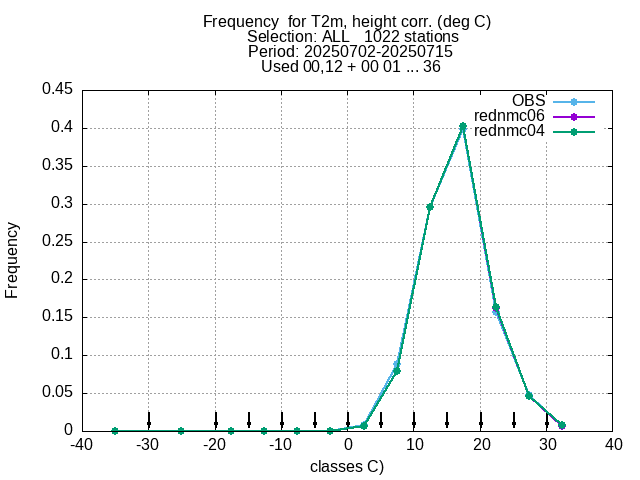 Frequency  for T2m, height corr. (deg C)
Selection: ALL   1022 stations
Period: 20250702-20250715
Used 00,12 + 00 01 ... 36
OBS
rednmc06
rednmc04
0.45
0.4
0.35
0.3
0.25
0.2
0.15
0.1
0.05
0
Frequency
-40 -30 -20 -10 0 10 20 30 40
classes C)